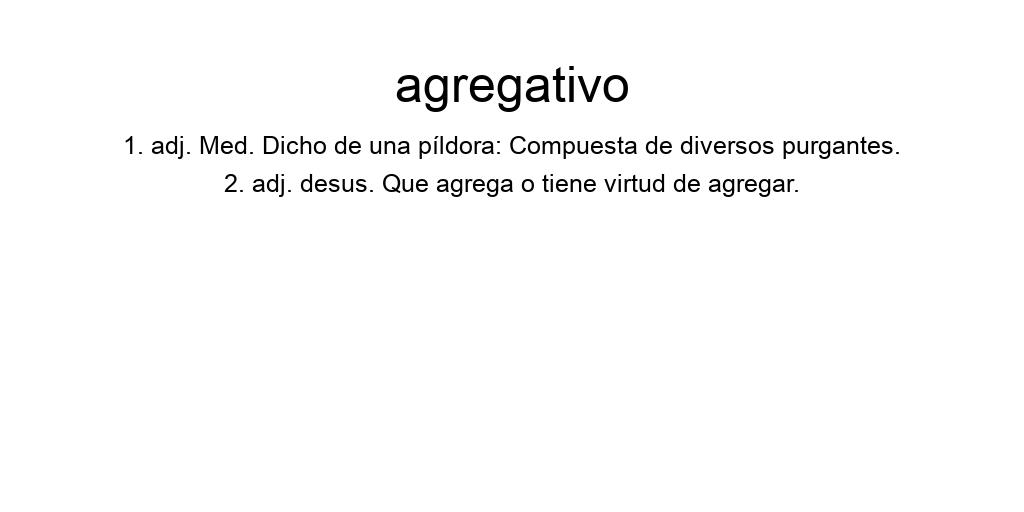 agregativo
1. adj. Med. Dicho de una píldora: Compuesta de diversos purgantes.
2. adj. desus. Que agrega o tiene virtud de agregar.